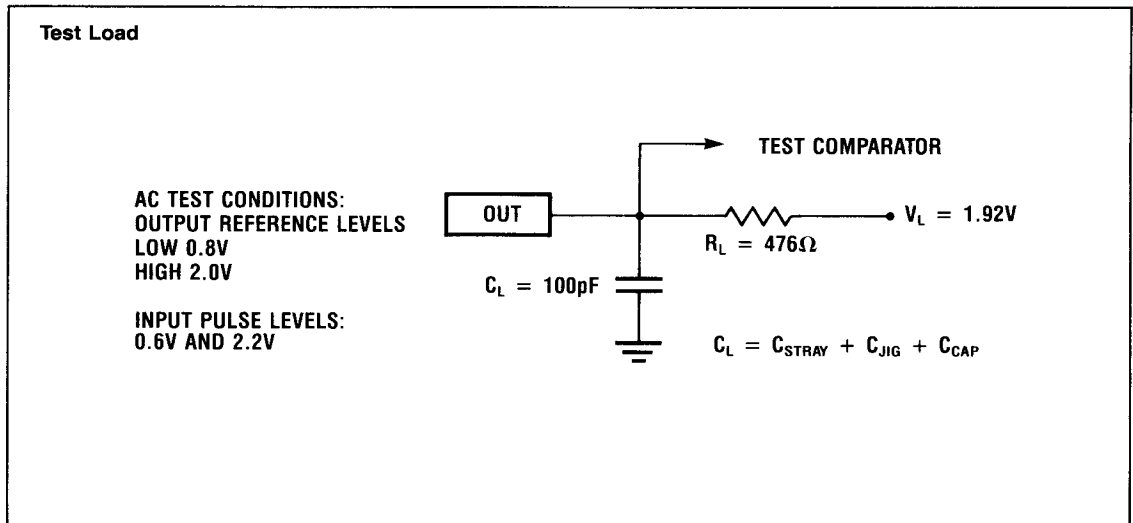 Test Load
TEST COMPARATOR
AC TEST CONDITIONS:
OUTPUT REFERENCE LEVELS
LOW 0.8V
HIGH 2.0V
INPUT PULSE LEVELS:
0.6V AND 2.2V
OUT
V_L = 1.92V
R_L = 476Ω
C_L = 100pF
C_L = C_STRAY + C_JIG + C_CAP